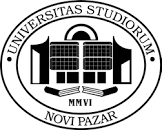 · UNIVERSITAS STUDIORUM ·
MMVI
NOVI PAZAR